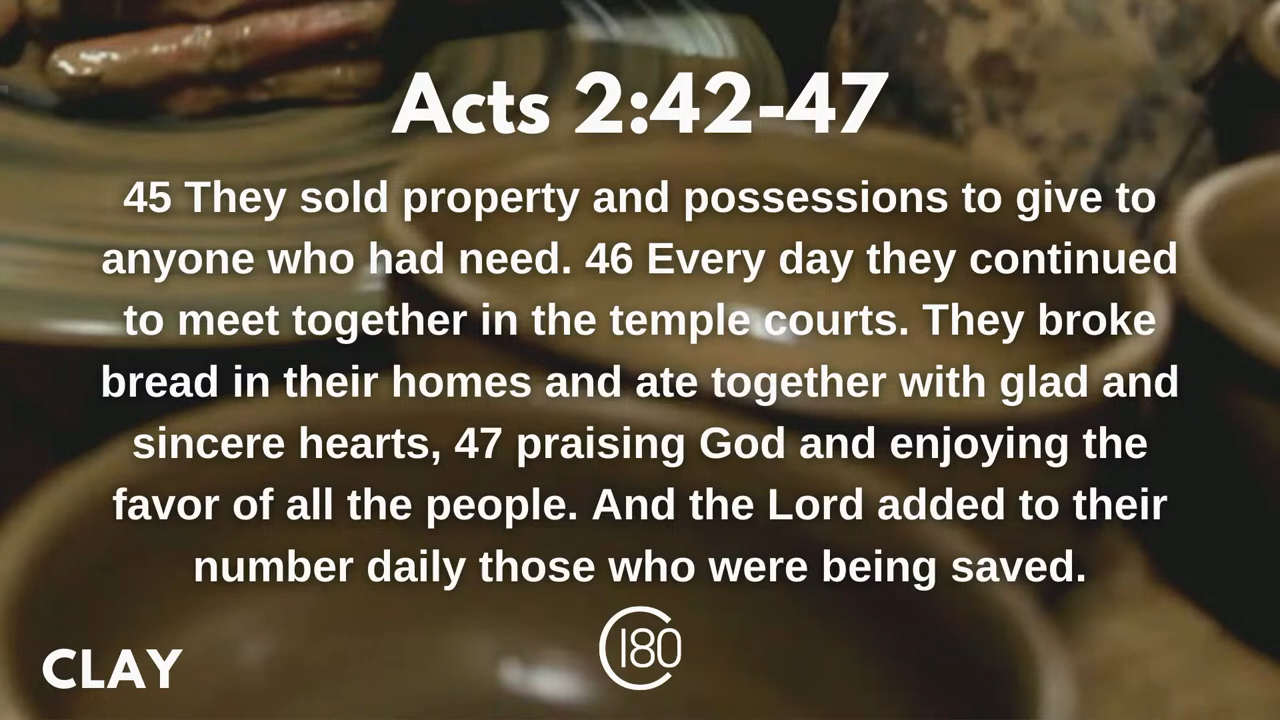 Acts 2:42-47
45 They sold property and possessions to give to
anyone who had need. 46 Every day they continued
to meet together in the temple courts. They broke
bread in their homes and ate together with glad and
sincere hearts, 47 praising God and enjoying the
favor of all the people. And the Lord added to their
number daily those who were being saved.
C180
CLAY